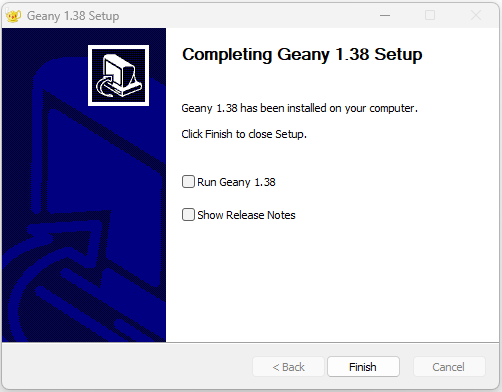 Geany 1.38 Setup
Completing Geany 1.38 Setup
Geany 1.38 has been installed on your computer.
Click Finish to close Setup.
Run Geany 1.38
Show Release Notes
< Back
Finish
Cancel